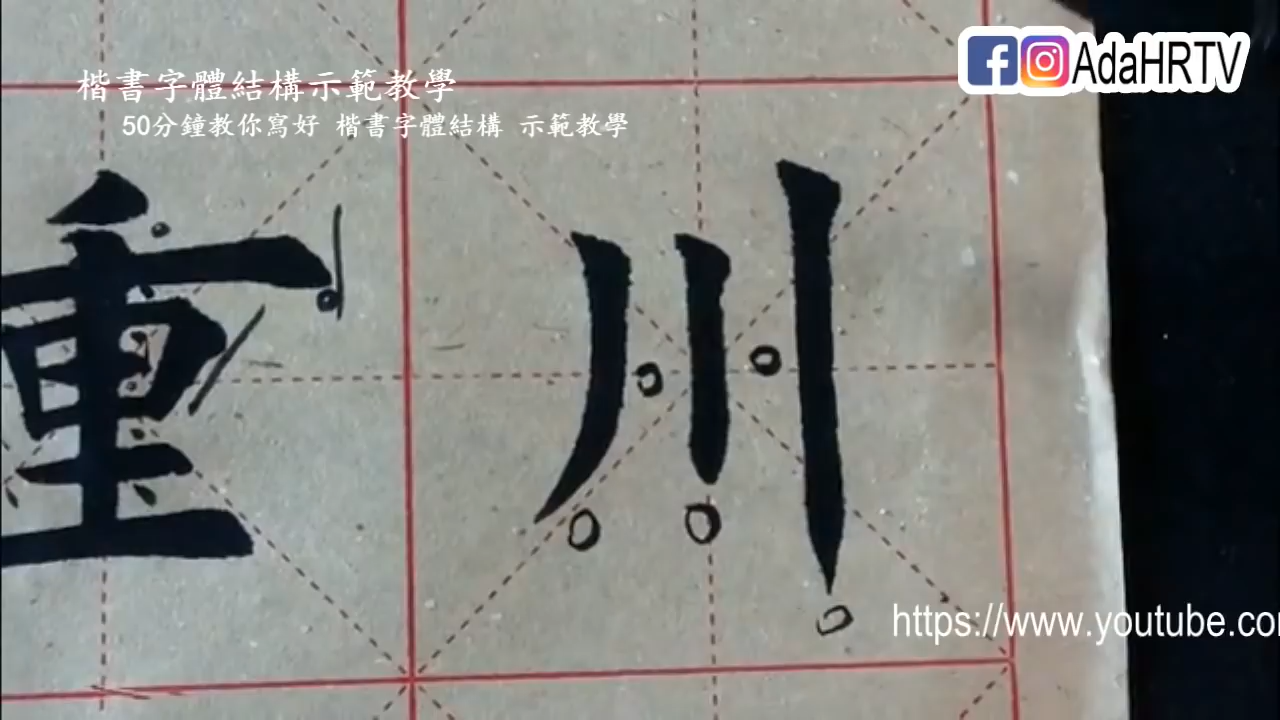 AdaHRTV
楷書字體結構示範教學
50分鐘教你寫好 楷書字體結構 示範教學
重 川
https://www.youtube.com